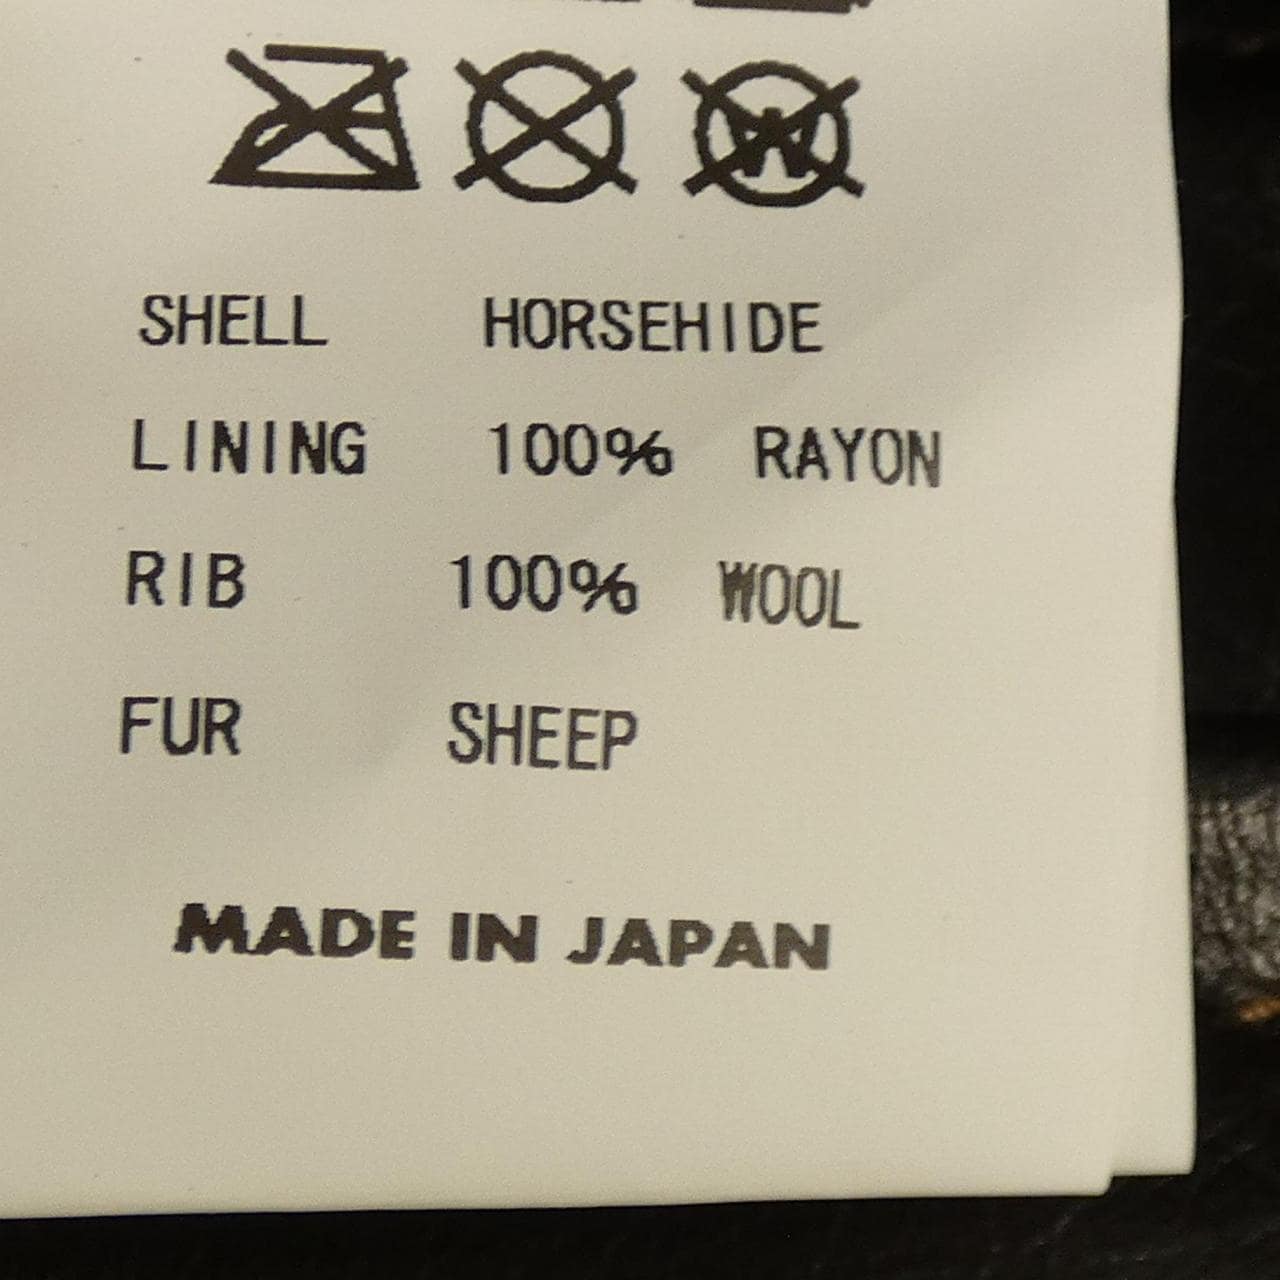 W
SHELL HORSEHIDE
LINING 100% RAYON
RIB 100% WOOL
FUR SHEEP
MADE IN JAPAN